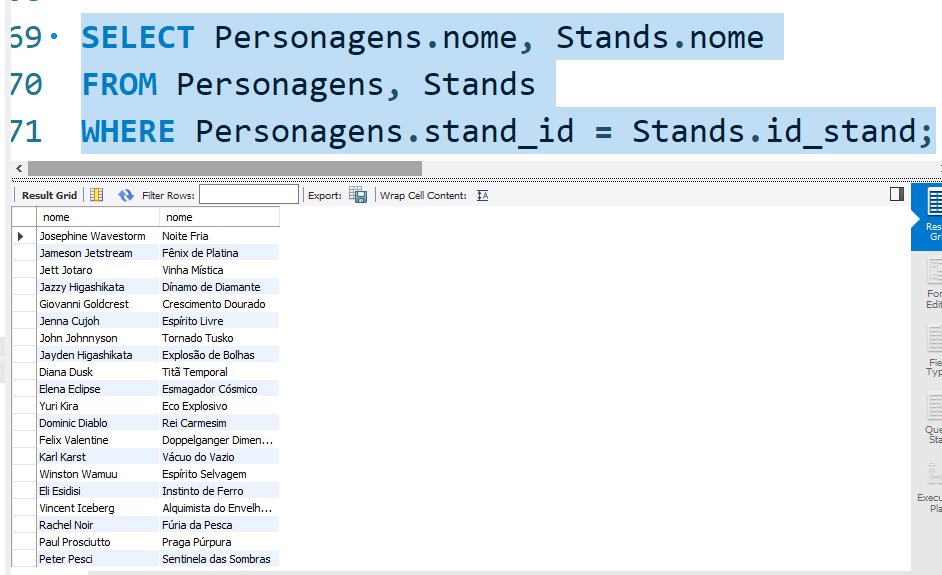 69 SELECT Personagens.nome, Stands.nome
70 FROM Personagens, Stands
71 WHERE Personagens.stand_id = Stands.id_stand;
Result Grid Filter Rows: Export: Wrap Cell Content: IA
nome nome
Josephine Wavestorm Noite Fria
Jameson Jetstream Fênix de Platina
Jett Jotaro Vinha Mística
Jazzy Higashikata Dínamo de Diamante
Giovanni Goldcrest Crescimento Dourado
Jenna Cujoh Espírito Livre
John Johnnyson Tornado Tusko
Jayden Higashikata Explosão de Bolhas
Diana Dusk Titã Temporal
Elena Eclipse Esmagador Cósmico
Yuri Kira Eco Explosivo
Dominic Diablo Rei Carmesim
Felix Valentine Doppelganger Dimen...
Karl Karst Vácuo do Vazio
Winston Wamuu Espírito Selvagem
Eli Esidisi Instinto de Ferro
Vincent Iceberg Alquimista do Envelh...
Rachel Noir Fúria da Pesca
Paul Prosciutto Praga Púrpura
Peter Pesci Sentinela das Sombras
Res
Gr
For
Edit
Fie
Typ
Que
Sta
Execu
Pla